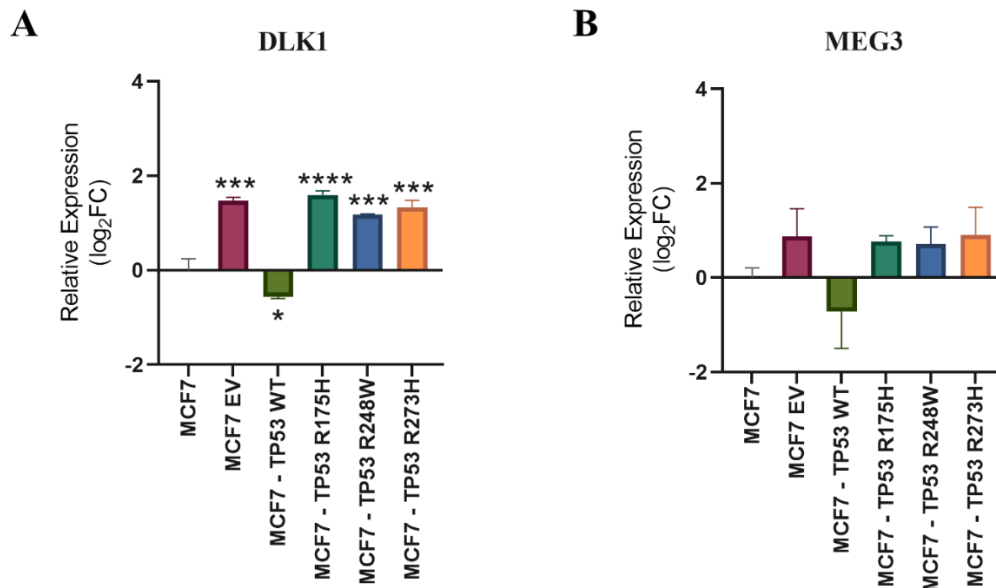 A
DLK1
Relative Expression
(log₂FC)
4
2
0
-2
***
*
****
***
***
MCF7
MCF7 EV
MCF7 - TP53 WT
MCF7 - TP53 R175H
MCF7 - TP53 R248W
MCF7 - TP53 R273H
B
MEG3
Relative Expression
(log₂FC)
4
2
0
-2
MCF7
MCF7 EV
MCF7 - TP53 WT
MCF7 - TP53 R175H
MCF7 - TP53 R248W
MCF7 - TP53 R273H